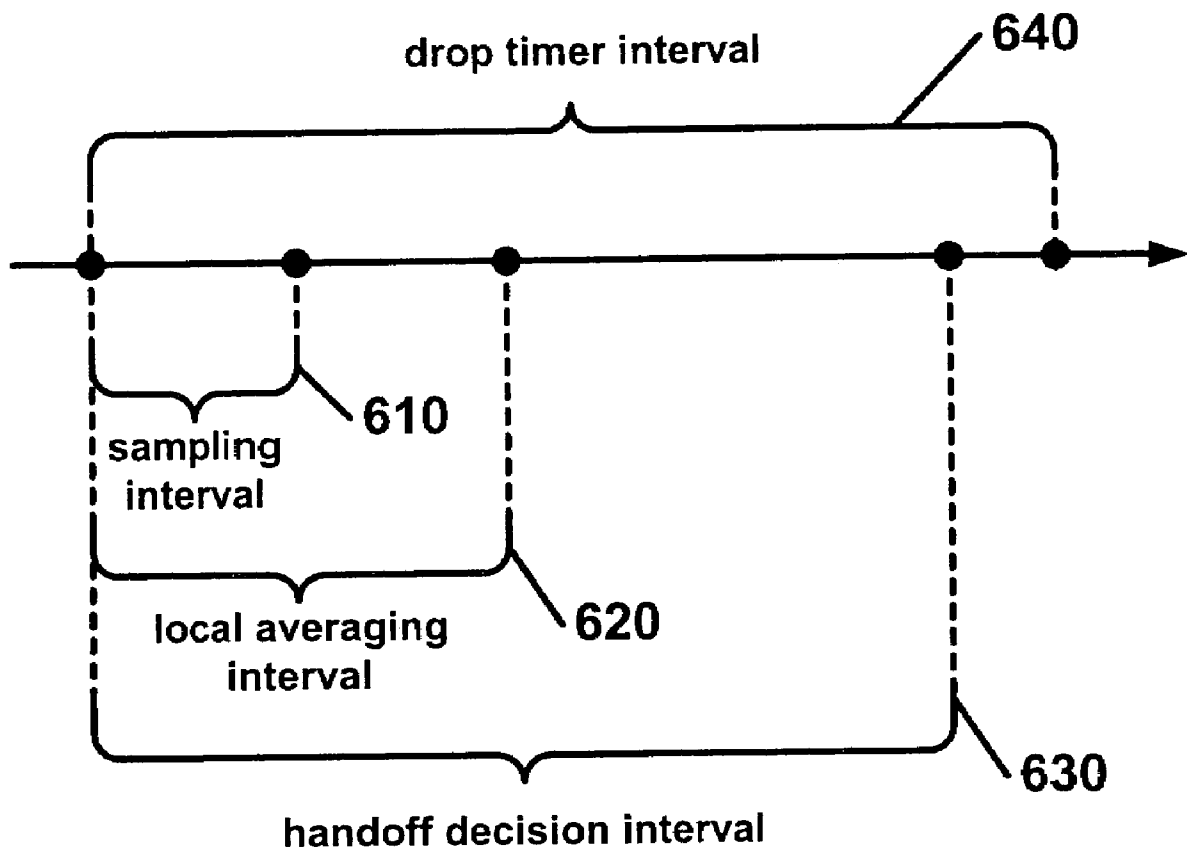 640
drop timer interval
610
sampling
interval
620
local averaging
interval
630
handoff decision interval